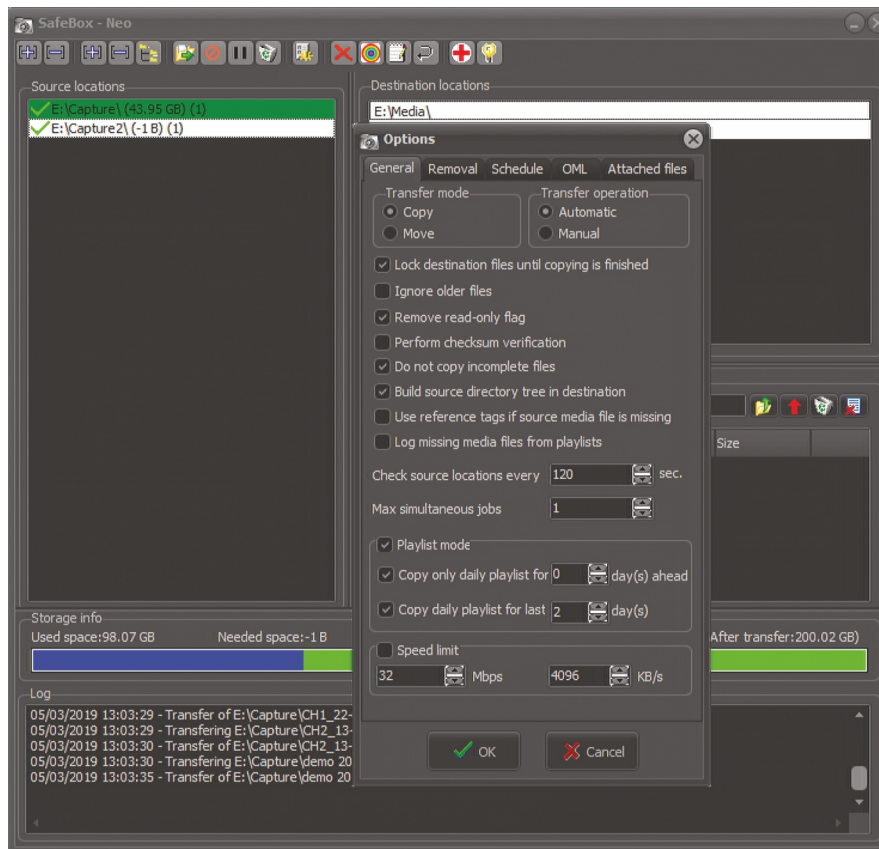 SafeBox - Neo
Source locations
E:\Capture\ (43.95 GB) (1)
E:\Capture2\ (-1 B) (1)
Destination locations
E:\Media\
Options
General Removal Schedule OML Attached files
Transfer mode
Copy
Move
Transfer operation
Automatic
Manual
Lock destination files until copying is finished
Ignore older files
Remove read-only flag
Perform checksum verification
Do not copy incomplete files
Build source directory tree in destination
Use reference tags if source media file is missing
Log missing media files from playlists
Check source locations every 120 sec.
Max simultaneous jobs 1
Playlist mode
Copy only daily playlist for 0 day(s) ahead
Copy daily playlist for last 2 day(s)
Speed limit
32 Mbps 4096 KB/s
OK Cancel
Size
Storage info
Used space:98.07 GB Needed space:-1 B After transfer:200.02 GB)
Log
05/03/2019 13:03:29 - Transfer of E:\Capture\CH1_22-
05/03/2019 13:03:29 - Transfering E:\Capture\CH2_13-
05/03/2019 13:03:30 - Transfer of E:\Capture\CH2_13-
05/03/2019 13:03:30 - Transfering E:\Capture\demo 20
05/03/2019 13:03:35 - Transfer of E:\Capture\demo 20